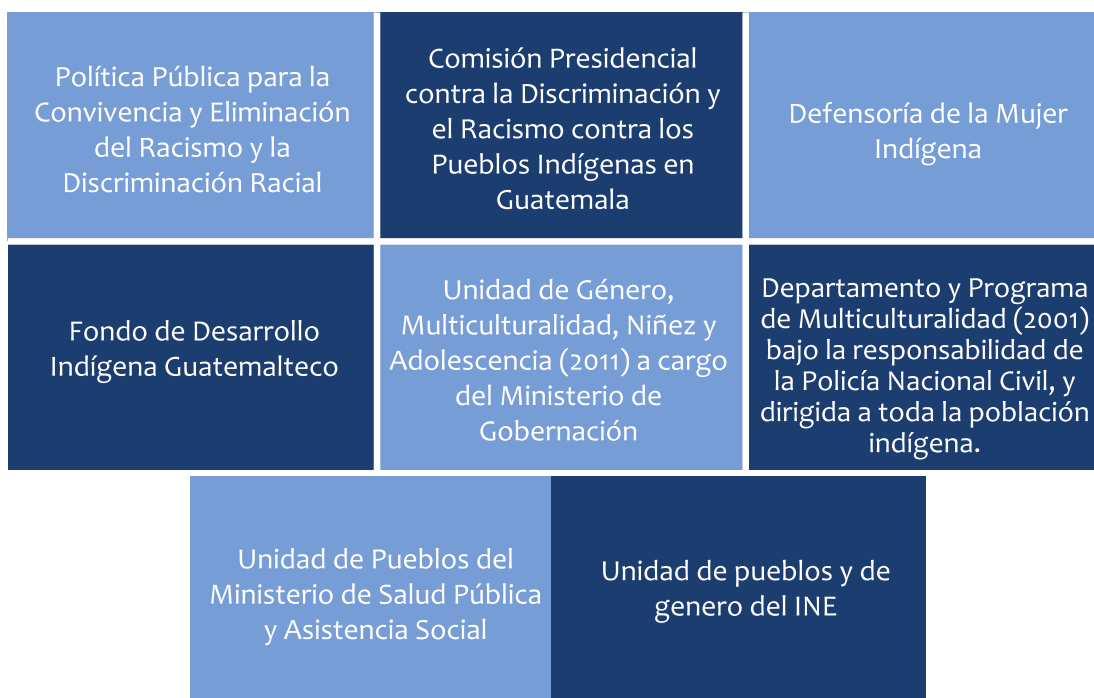 Política Pública para la
Convivencia y Eliminación
del Racismo y la
Discriminación Racial
Comisión Presidencial
contra la Discriminación y
el Racismo contra los
Pueblos Indígenas en
Guatemala
Defensoría de la Mujer
Indígena
Fondo de Desarrollo
Indígena Guatemalteco
Unidad de Género,
Multiculturalidad, Niñez y
Adolescencia (2011) a cargo
del Ministerio de
Gobernación
Departamento y Programa
de Multiculturalidad (2001)
bajo la responsabilidad de
la Policía Nacional Civil, y
dirigida a toda la población
indígena.
Unidad de Pueblos del
Ministerio de Salud Pública
y Asistencia Social
Unidad de pueblos y de
genero del INE